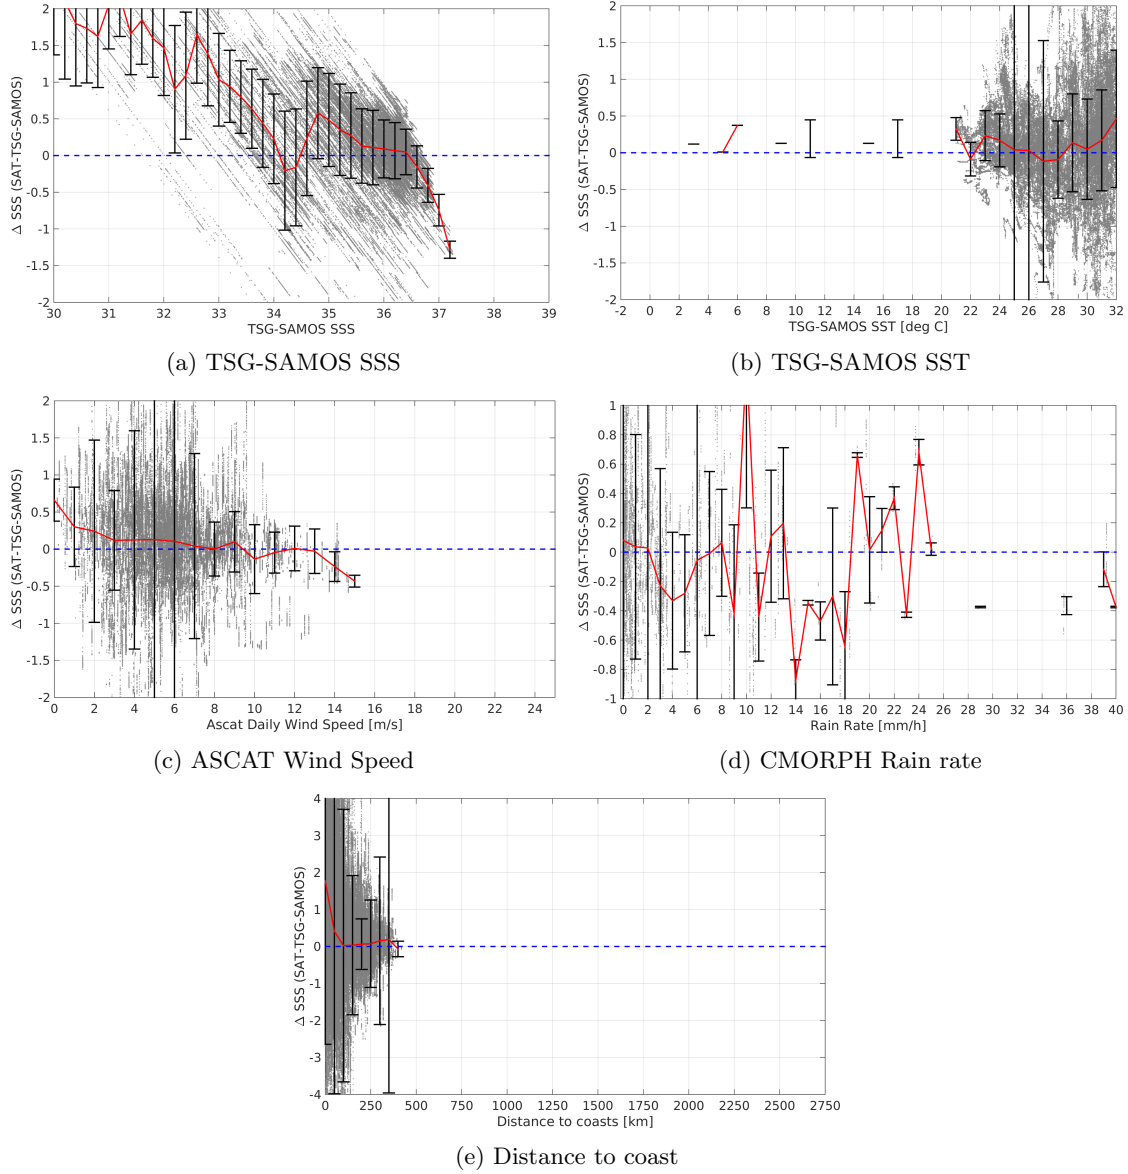 2
1.5
1
0.5
0
-0.5
-1
-1.5
-2
Δ SSS (SAT-TSG-SAMOS)
30 31 32 33 34 35 36 37 38 39
TSG-SAMOS SSS
(a) TSG-SAMOS SSS
2
1.5
1
0.5
0
-0.5
-1
-1.5
-2
Δ SSS (SAT-TSG-SAMOS)
-2 0 2 4 6 8 10 12 14 16 18 20 22 24 26 28 30 32
TSG-SAMOS SST [deg C]
(b) TSG-SAMOS SST
2
1.5
1
0.5
0
-0.5
-1
-1.5
-2
Δ SSS (SAT-TSG-SAMOS)
0 2 4 6 8 10 12 14 16 18 20 22 24
Ascat Daily Wind Speed [m/s]
(c) ASCAT Wind Speed
1
0.8
0.6
0.4
0.2
0
-0.2
-0.4
-0.6
-0.8
-1
Δ SSS (SAT-TSG-SAMOS)
0 2 4 6 8 10 12 14 16 18 20 22 24 26 28 30 32 34 36 38 40
Rain Rate [mm/h]
(d) CMORPH Rain rate
4
3
2
1
0
-1
-2
-3
-4
Δ SSS (SAT-TSG-SAMOS)
0 250 500 750 1000 1250 1500 1750 2000 2250 2500 2750
Distance to coasts [km]
(e) Distance to coast